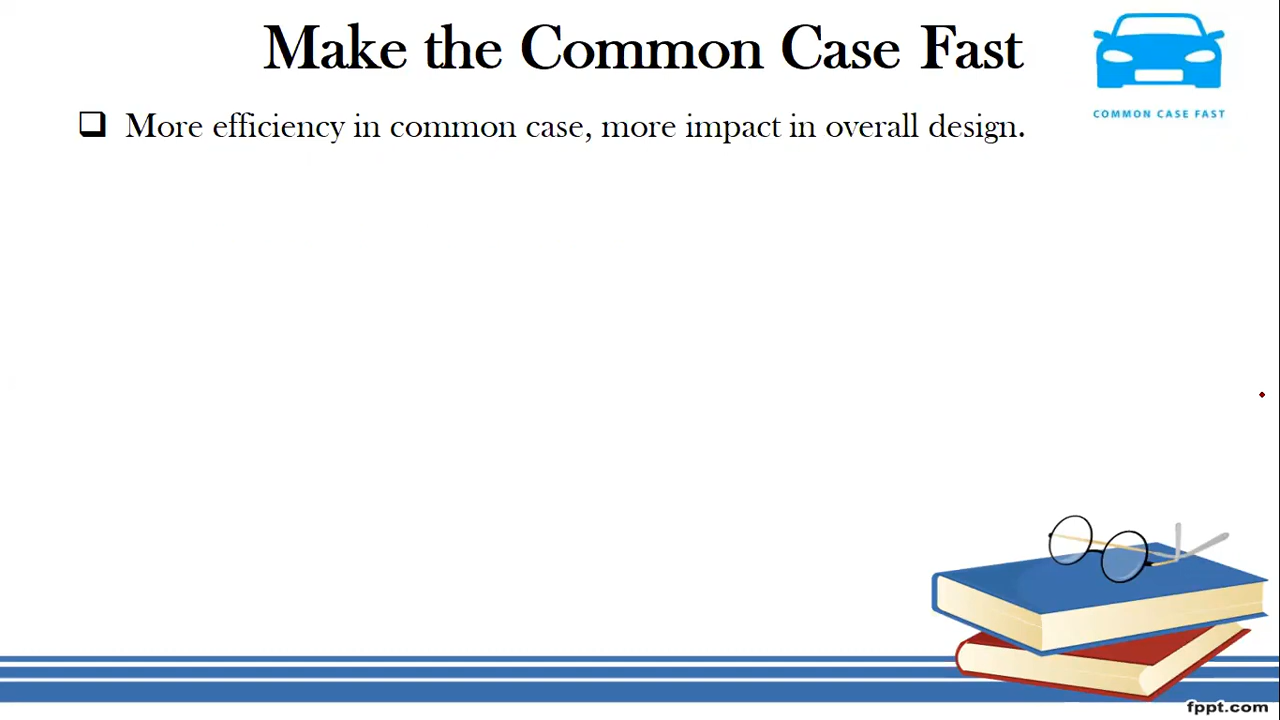 Make the Common Case Fast
COMMON CASE FAST
More efficiency in common case, more impact in overall design.
fppt.com